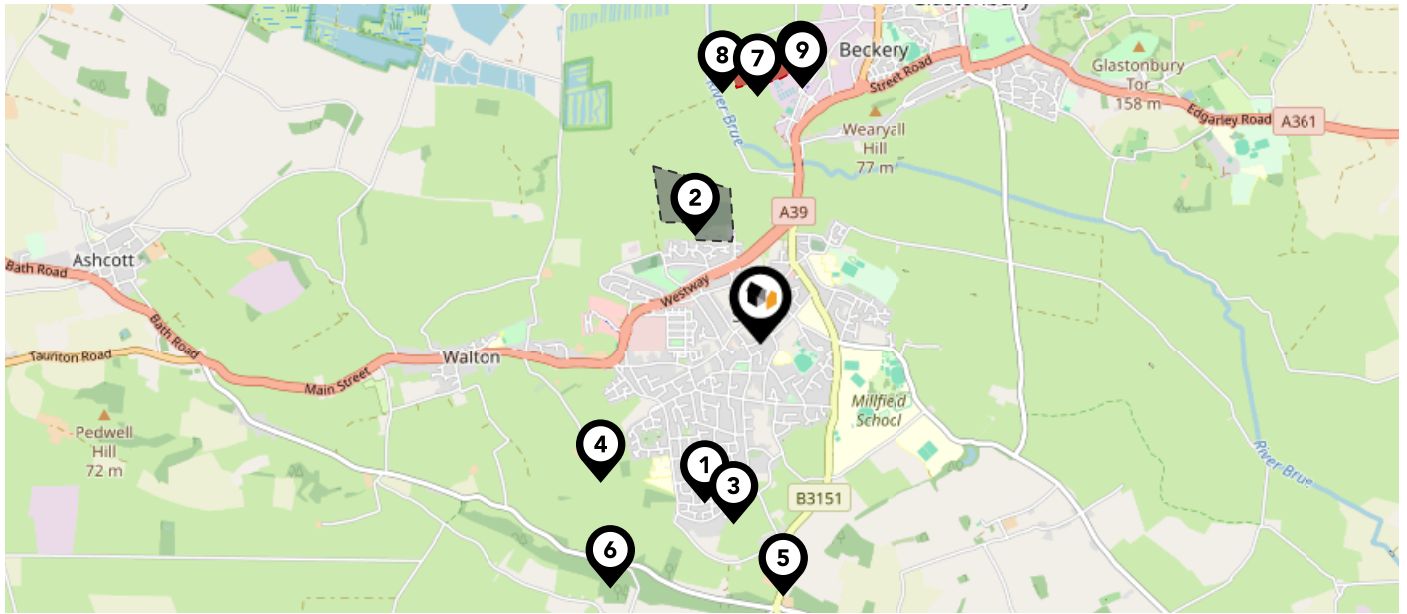 Glastonbury
8
7
9
Beckery
Street Road
Glastonbury
Tor
158 m
Edgarley Road
A361
River Brue
Wearyall
Hill
77 m
2
A39
Ashcott
Bath Road
Westway
Bath Road
Taunton Road
Walton
Main Street
Millfield
School
Pedwell
Hill
72 m
4
1
3
River Brue
B3151
6
5